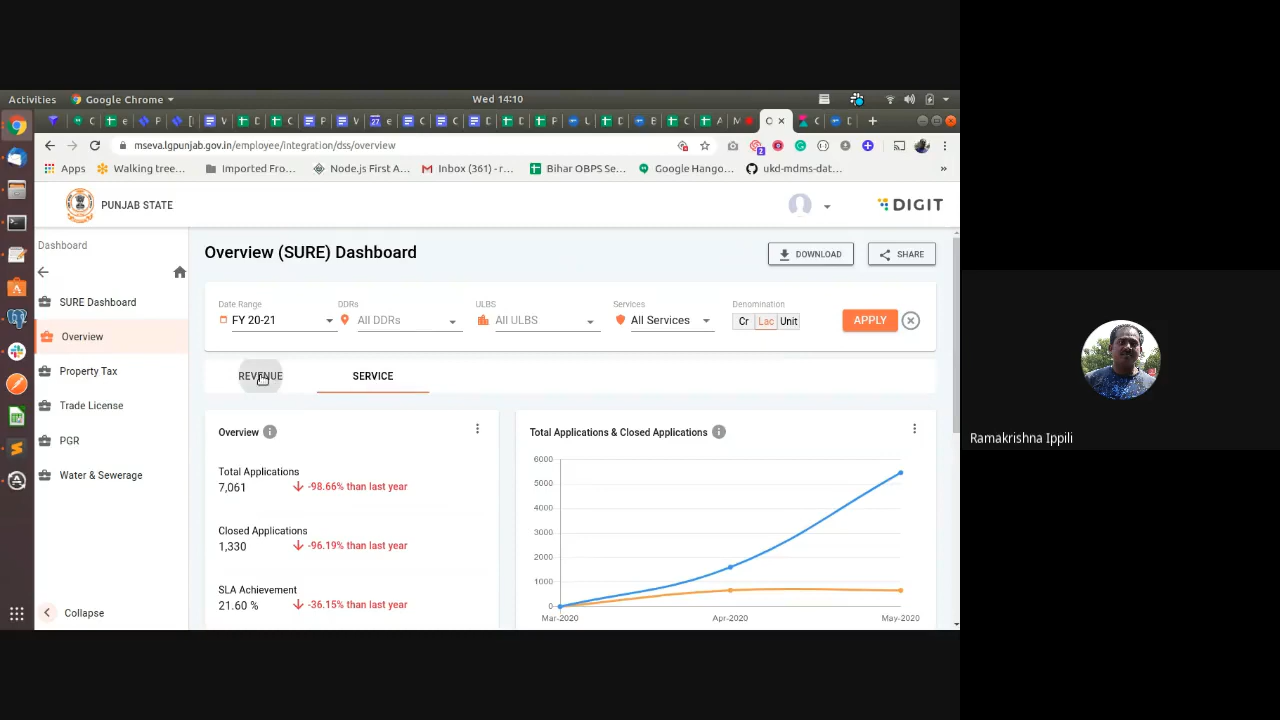 Activities Google Chrome Wed 14:10
mseva.lgpunjab.gov.in/employee/integration/dss/overview
Apps Walking tree... Imported Fro... Node.js First A... Inbox (361) - r... Bihar OBPS Se... Google Hango... ukd-mdms-dat... »
PUNJAB STATE DIGIT
Dashboard
SURE Dashboard
Overview
Property Tax
Trade License
PGR
Water & Sewerage
Collapse
Overview (SURE) Dashboard DOWNLOAD SHARE
Date Range DDRs ULBS Services Denomination
FY 20-21 All DDRs All ULBS All Services Cr Lac Unit APPLY
REVENUE SERVICE
Overview
Total Applications
7,061 -98.66% than last year
Closed Applications
1,330 -96.19% than last year
SLA Achievement
21.60 % -36.15% than last year
Total Applications & Closed Applications
6000
5000
4000
3000
2000
1000
0
Mar-2020 Apr-2020 May-2020
Ramakrishna Ippili